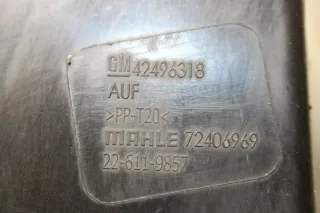 GM 42496318
AUF
>PP-T20<
MAHLE 72406969
22-611-9857